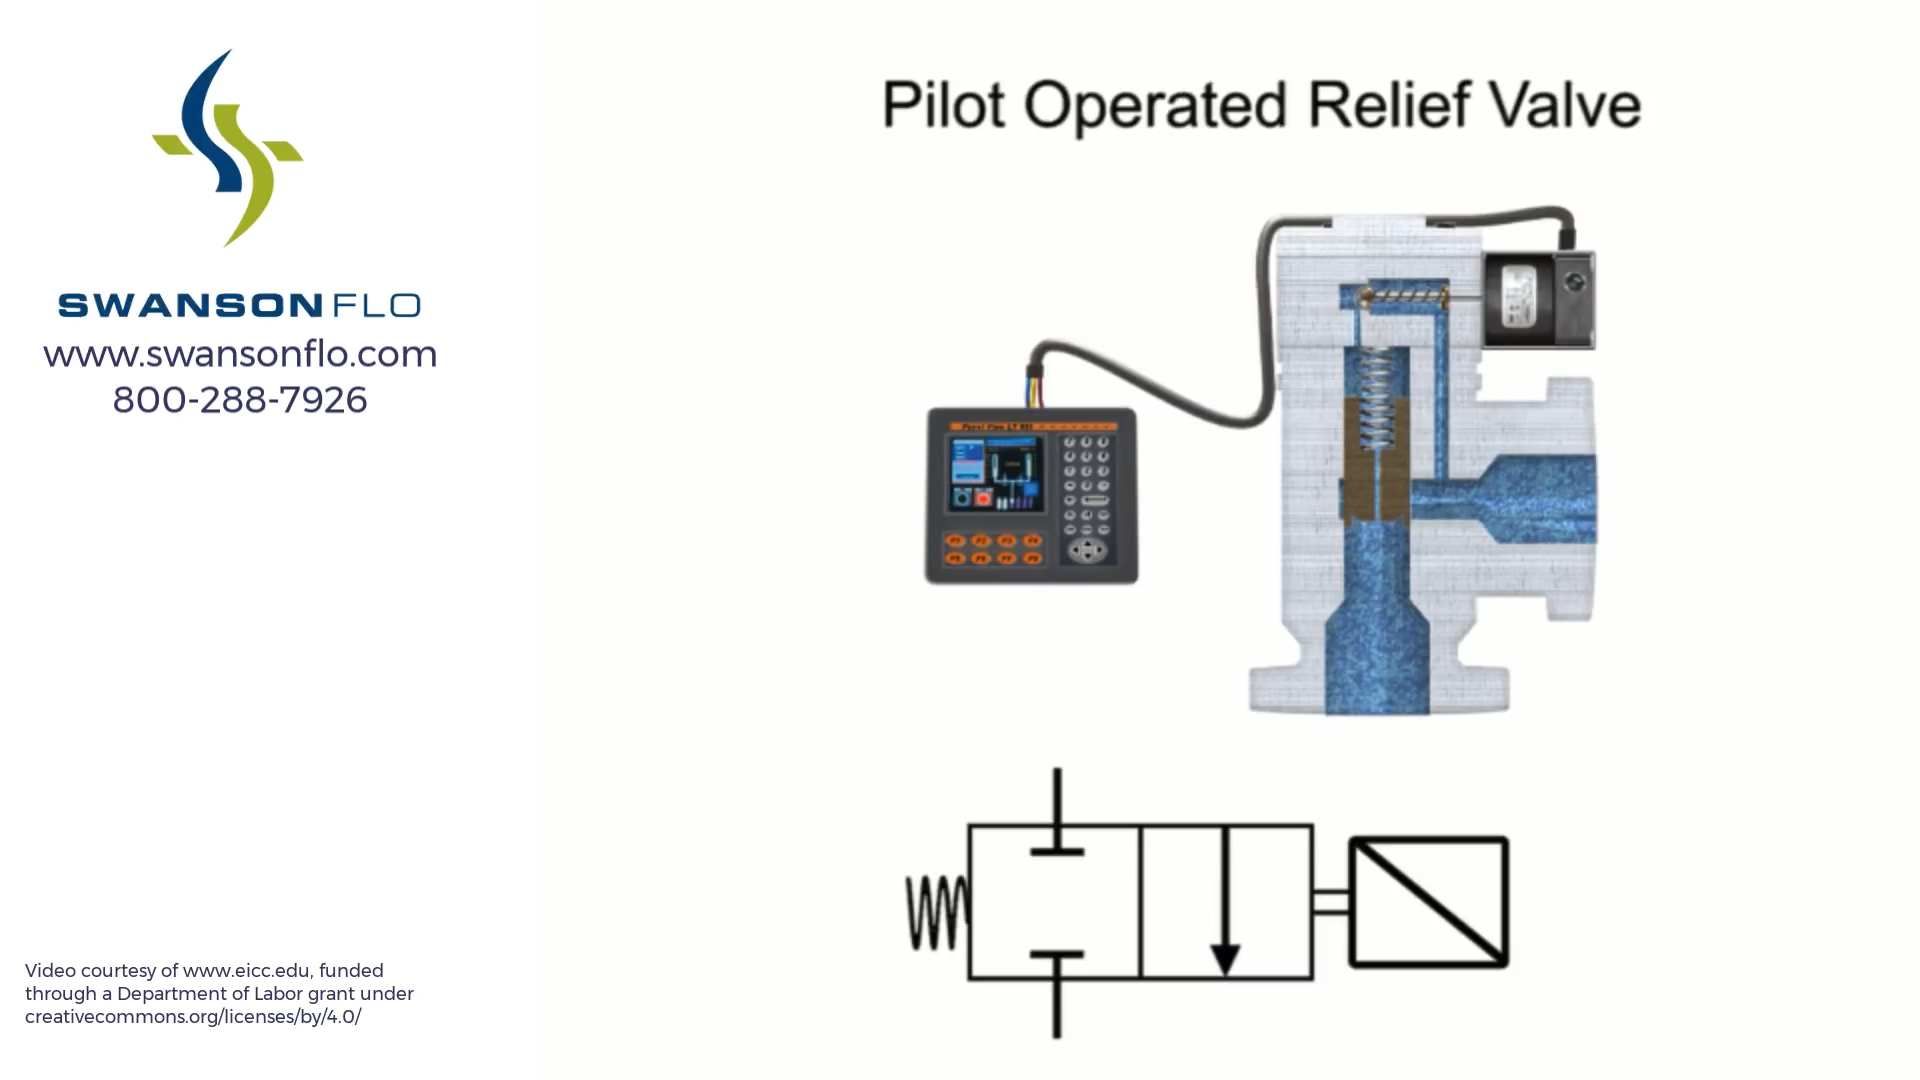 SWANSONFLO
www.swansonflo.com
800-288-7926
Pilot Operated Relief Valve
Video courtesy of www.eicc.edu, funded
through a Department of Labor grant under
creativecommons.org/licenses/by/4.0/